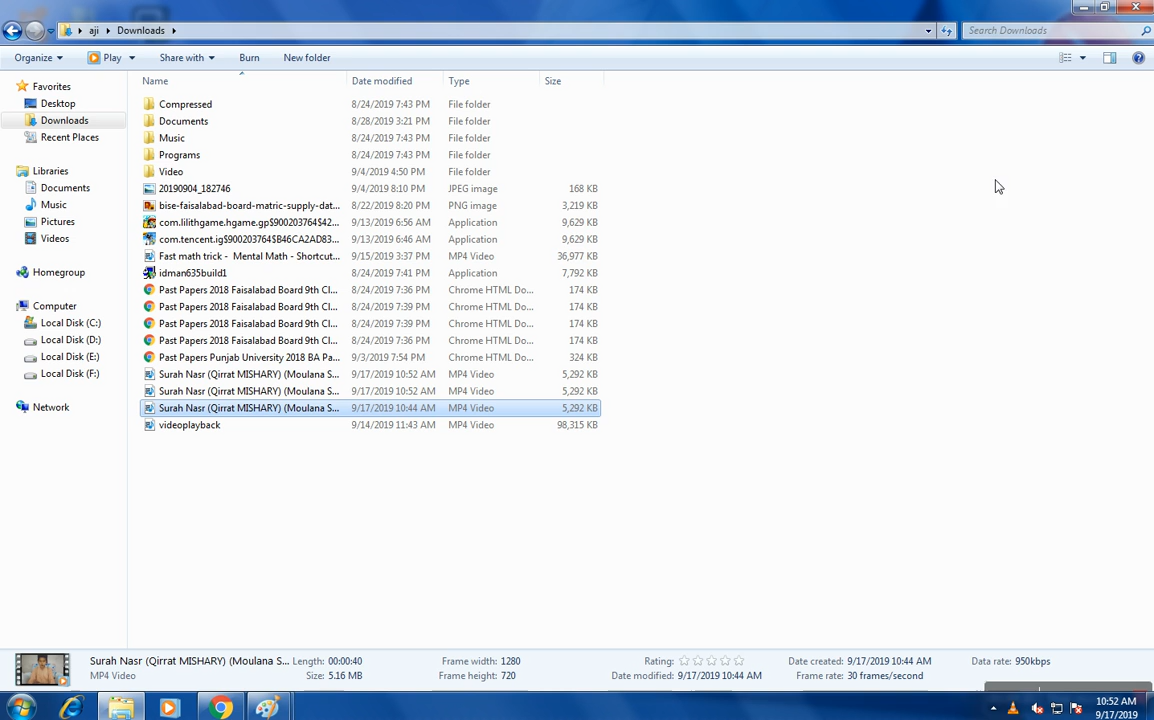 aji Downloads Search Downloads
Organize Play Share with Burn New folder
Favorites
Desktop
Downloads
Recent Places
Libraries
Documents
Music
Pictures
Videos
Homegroup
Computer
Local Disk (C:)
Local Disk (D:)
Local Disk (E:)
Local Disk (F:)
Network
Name Date modified Type Size
Compressed 8/24/2019 7:43 PM File folder
Documents 8/28/2019 3:21 PM File folder
Music 8/24/2019 7:43 PM File folder
Programs 8/24/2019 7:43 PM File folder
Video 9/4/2019 4:50 PM File folder
20190904_182746 9/4/2019 8:10 PM JPEG image 168 KB
bise-faisalabad-board-matric-supply-dat... 8/22/2019 8:20 PM PNG image 3,219 KB
com.lilithgame.hgame.gp$900203764$42... 9/13/2019 6:56 AM Application 9,629 KB
com.tencent.ig$900203764$B46CA2AD83... 9/13/2019 6:46 AM Application 9,629 KB
Fast math trick - Mental Math - Shortcut... 9/15/2019 3:37 PM MP4 Video 36,977 KB
idman635build1 8/24/2019 7:41 PM Application 7,792 KB
Past Papers 2018 Faisalabad Board 9th Cl... 8/24/2019 7:36 PM Chrome HTML Do... 174 KB
Past Papers 2018 Faisalabad Board 9th Cl... 8/24/2019 7:39 PM Chrome HTML Do... 174 KB
Past Papers 2018 Faisalabad Board 9th Cl... 8/24/2019 7:39 PM Chrome HTML Do... 174 KB
Past Papers 2018 Faisalabad Board 9th Cl... 8/24/2019 7:36 PM Chrome HTML Do... 174 KB
Past Papers Punjab University 2018 BA Pa... 9/3/2019 7:54 PM Chrome HTML Do... 324 KB
Surah Nasr (Qirrat MISHARY) (Moulana S... 9/17/2019 10:52 AM MP4 Video 5,292 KB
Surah Nasr (Qirrat MISHARY) (Moulana S... 9/17/2019 10:52 AM MP4 Video 5,292 KB
Surah Nasr (Qirrat MISHARY) (Moulana S... 9/17/2019 10:44 AM MP4 Video 5,292 KB
videoplayback 9/14/2019 11:43 AM MP4 Video 98,315 KB
Surah Nasr (Qirrat MISHARY) (Moulana S... Length: 00:00:40 Frame width: 1280 Rating: Date created: 9/17/2019 10:44 AM Data rate: 950kbps
MP4 Video Size: 5.16 MB Frame height: 720 Date modified: 9/17/2019 10:44 AM Frame rate: 30 frames/second
10:52 AM
9/17/2019